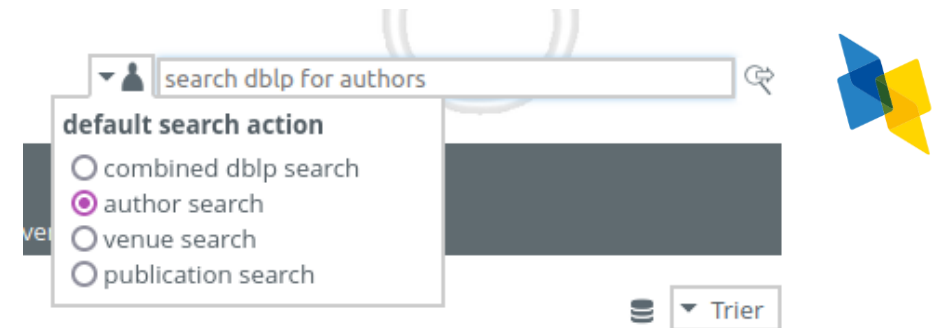 search dblp for authors
default search action
combined dblp search
author search
venue search
publication search
Trier